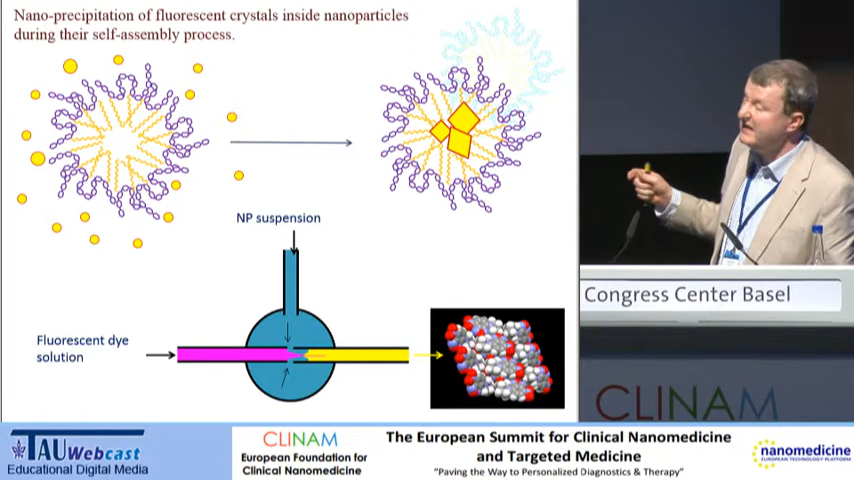 Nano-precipitation of fluorescent crystals inside nanoparticles
during their self-assembly process.
NP suspension
Fluorescent dye
solution
Congress Center Basel
CLINAM
TAU Webcast
Educational Digital Media
CLINAM
European Foundation for
Clinical Nanomedicine
The European Summit for Clinical Nanomedicine
and Targeted Medicine
"Paving the Way to Personalized Diagnostics & Therapy"
nanomedicine
EUROPEAN TECHNOLOGY PLATFORM